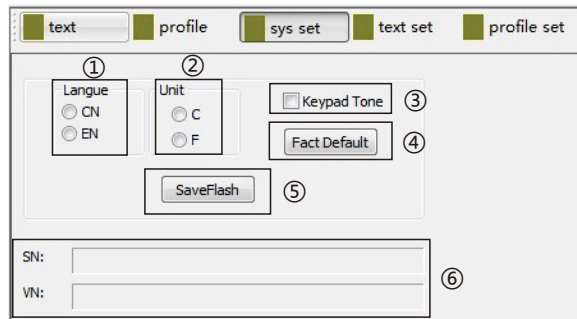 text profile sys set text set profile set
① ②
Langue Unit
CN C
EN F
Keypad Tone ③
Fact Default ④
SaveFlash ⑤
SN:
VN:
⑥